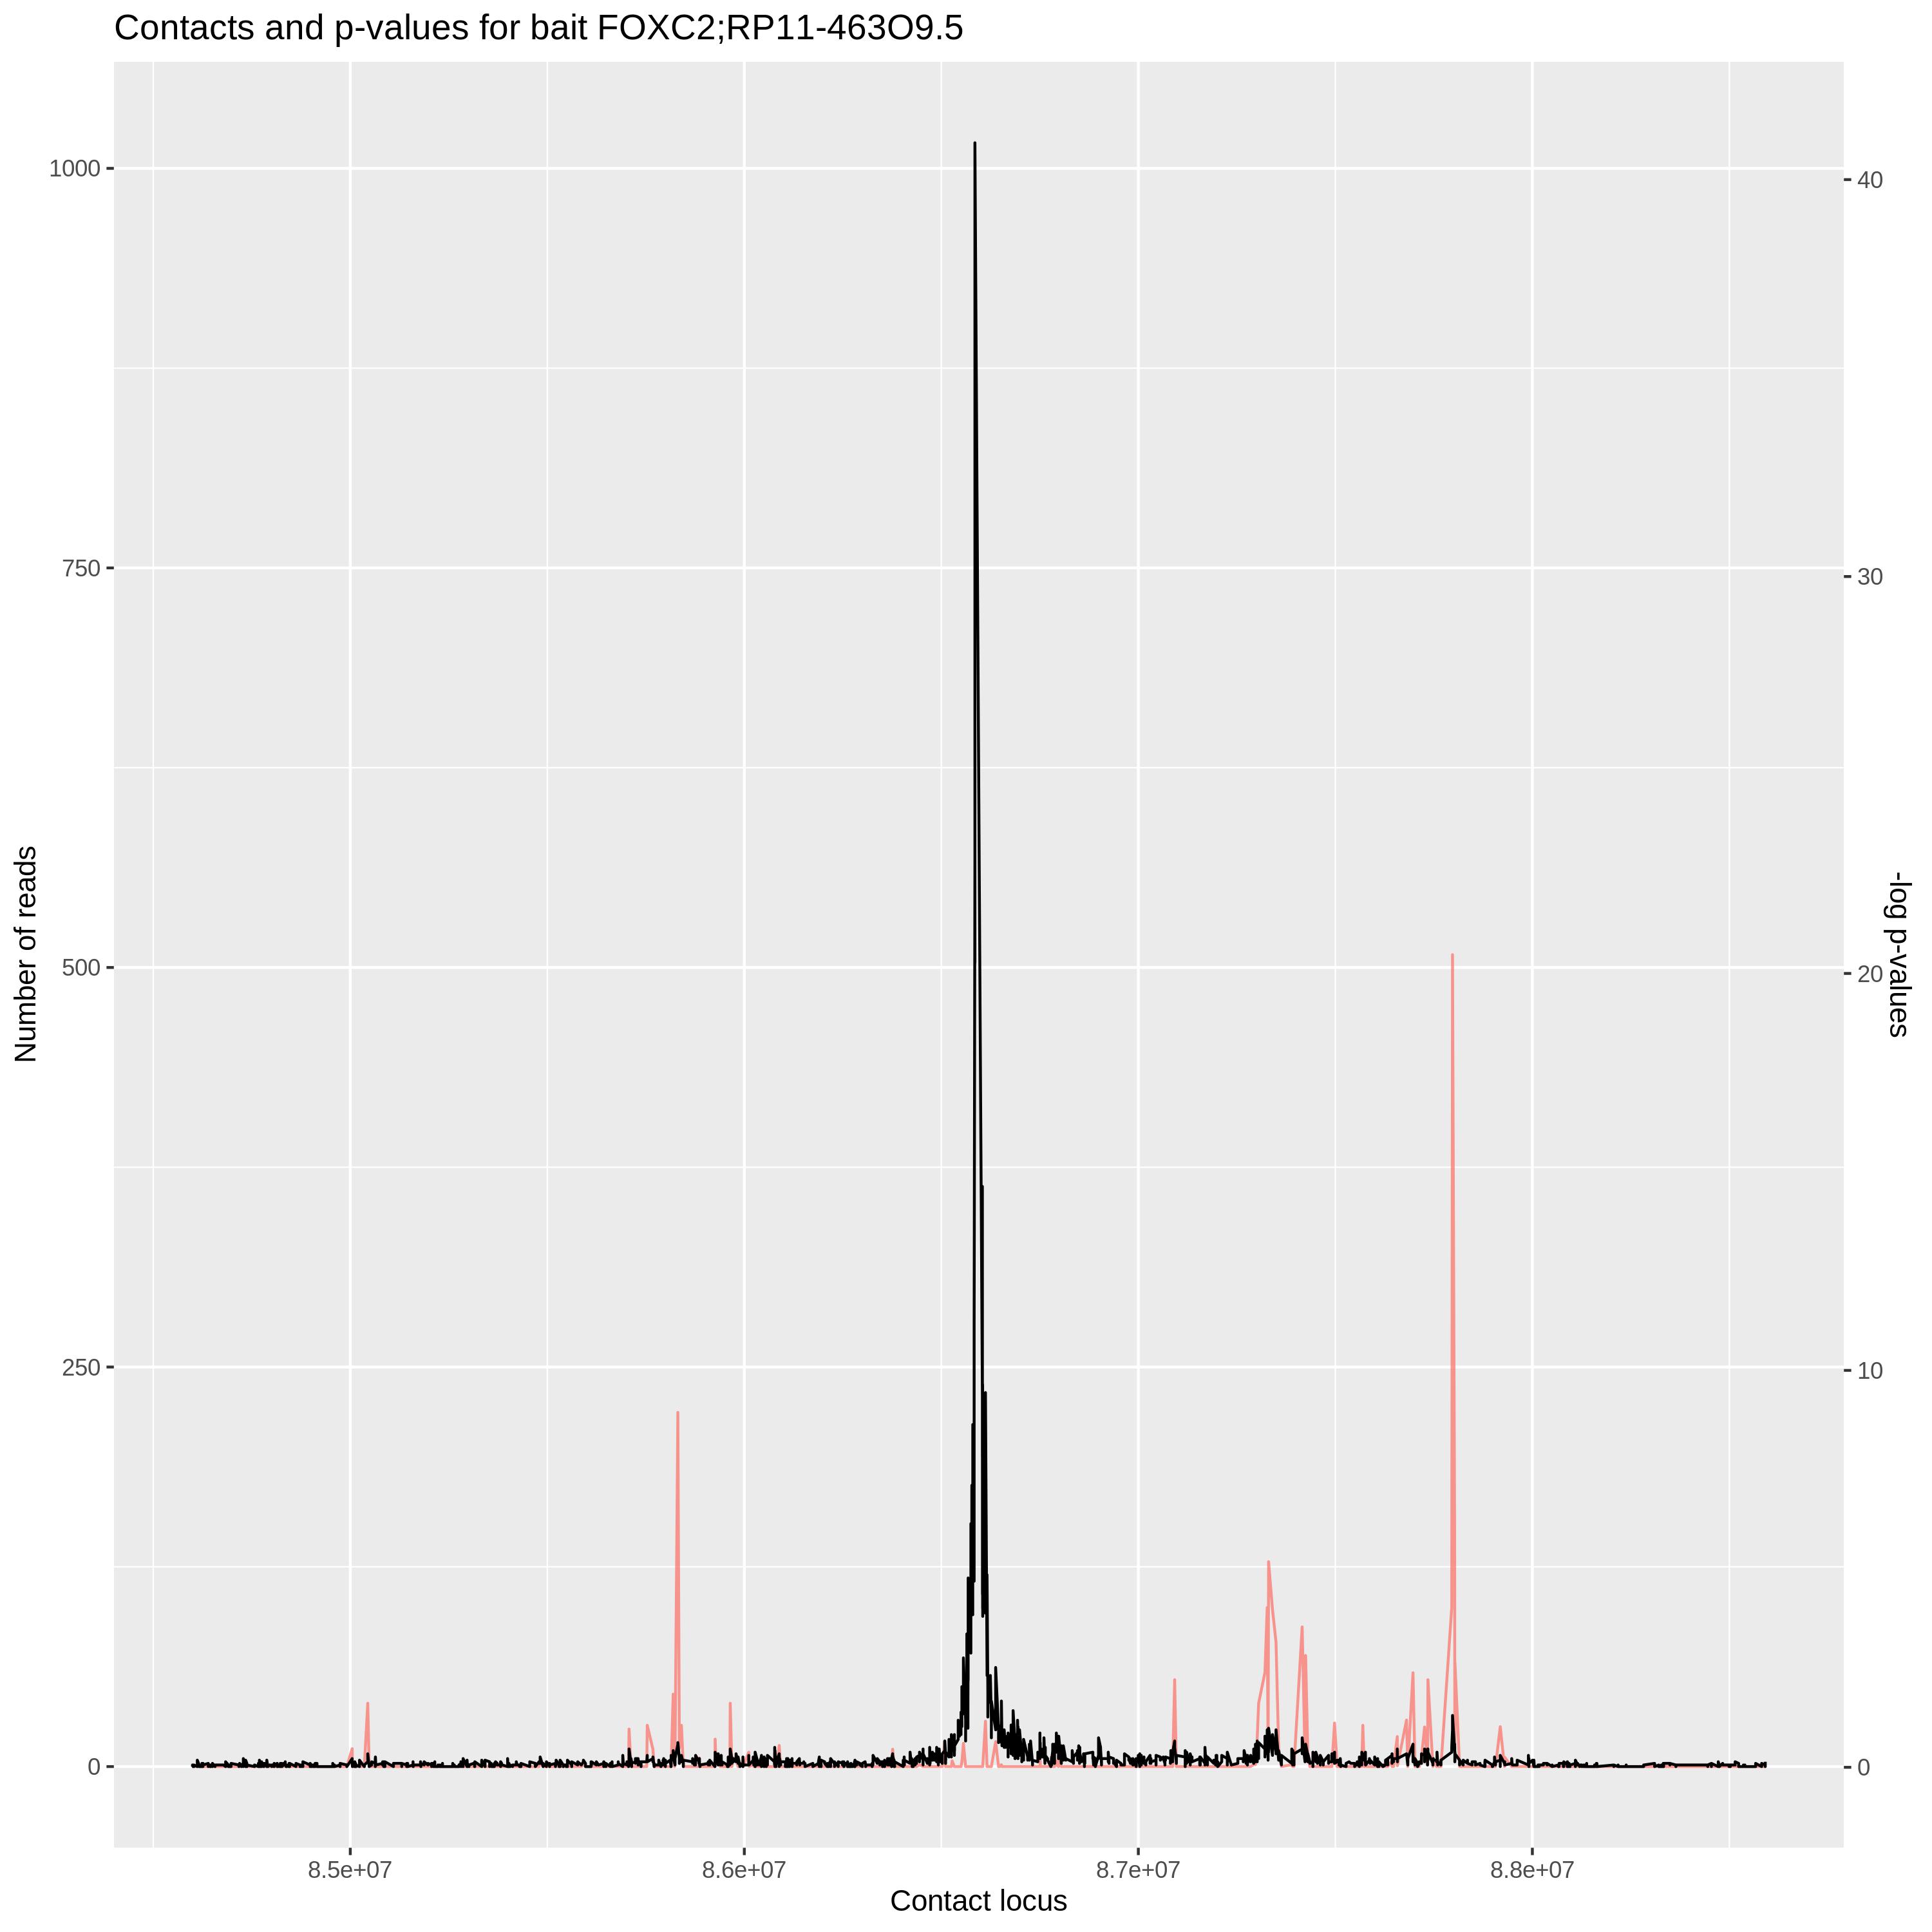 Contacts and p-values for bait FOXC2;RP11-463O9.5
1000
750
500
250
0
Number of reads
40
30
20
10
0
-log p-values
8.5e+07
8.6e+07
8.7e+07
8.8e+07
Contact locus